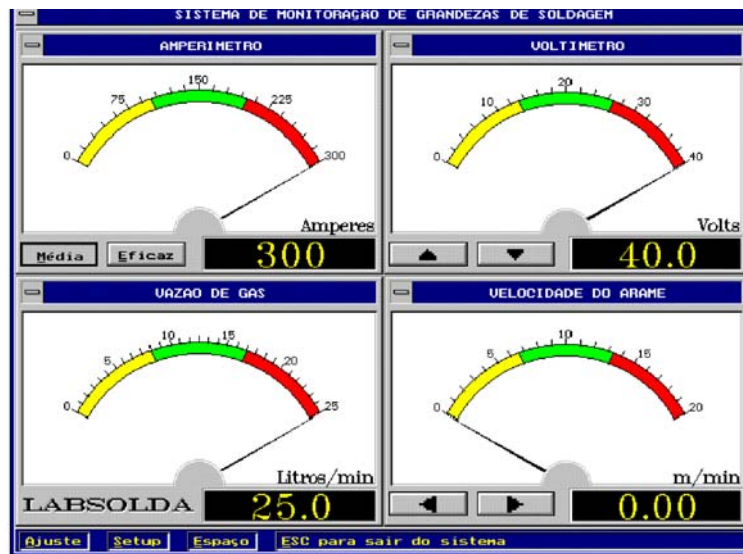 SISTEMA DE MONITORAÇÃO DE GRANDEZAS DE SOLDAGEM
AMPERIMETRO
0 75 150 225 300
Amperes
Média Eficaz 300
VOLTIMETRO
0 10 20 30 40
Volts
40.0
VAZAO DE GAS
0 5 10 15 20 25
Litros/min
LABSOLDA 25.0
VELOCIDADE DO ARAME
0 5 10 15 20
m/min
0.00
Ajuste Setup Espaço ESC para sair do sistema